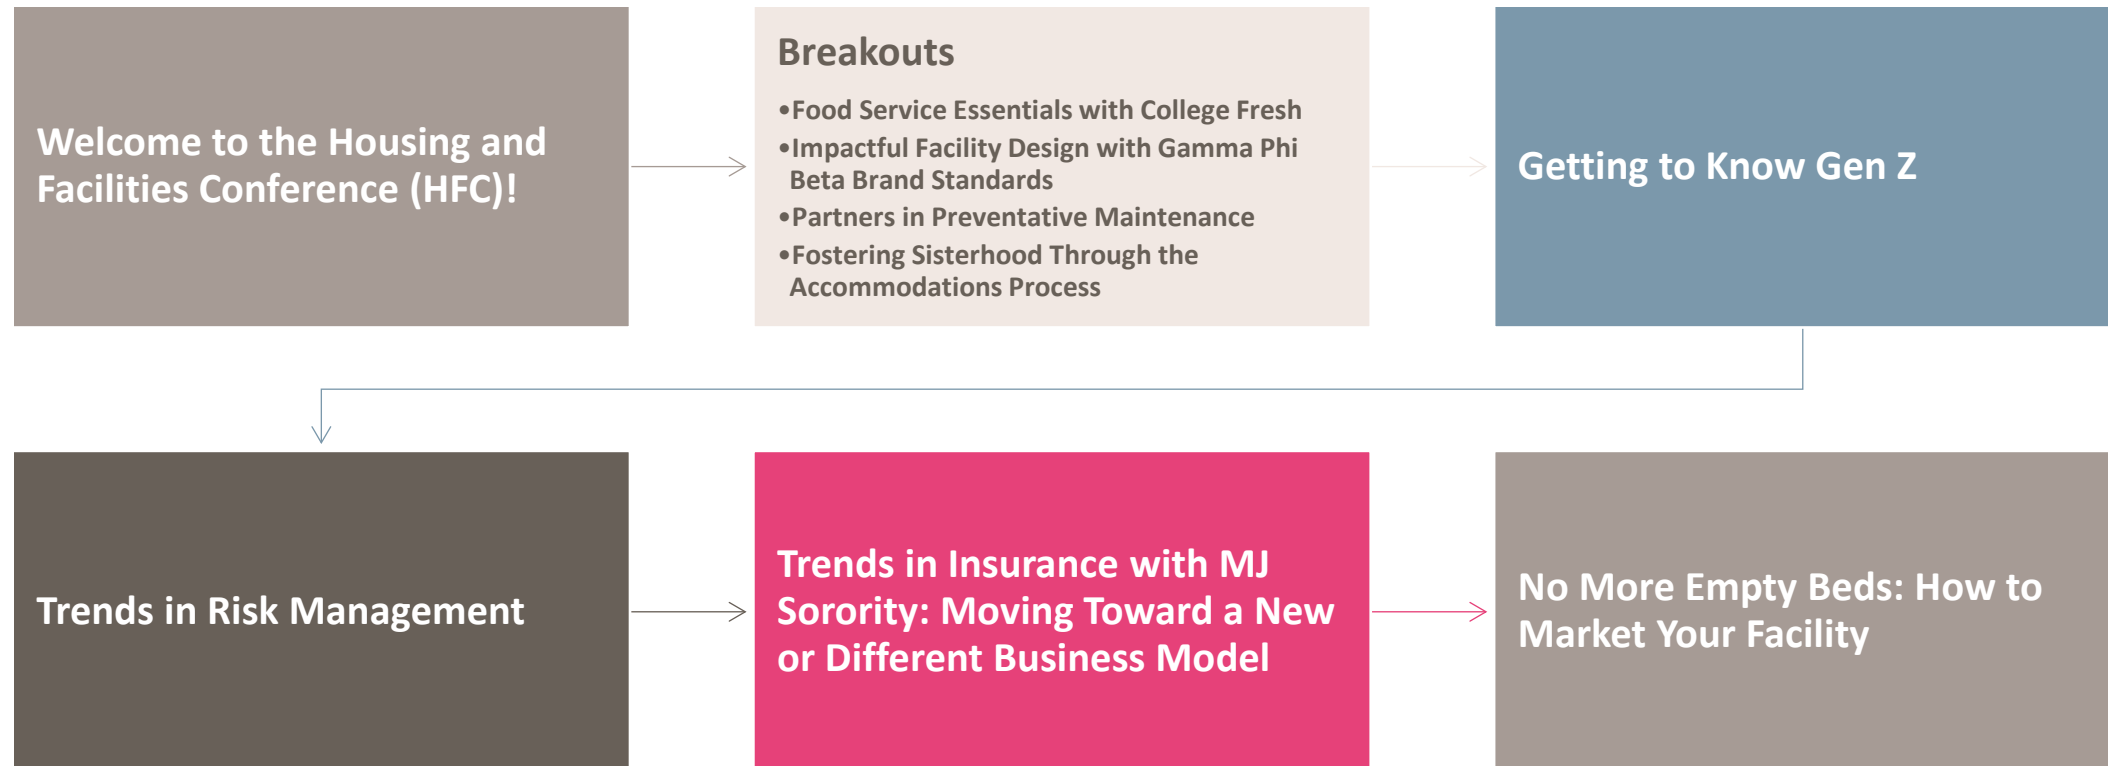 Welcome to the Housing and
Facilities Conference (HFC)!
Breakouts
•Food Service Essentials with College Fresh
•Impactful Facility Design with Gamma Phi
Beta Brand Standards
•Partners in Preventative Maintenance
•Fostering Sisterhood Through the
Accommodations Process
Getting to Know Gen Z
Trends in Risk Management
Trends in Insurance with MJ
Sorority: Moving Toward a New
or Different Business Model
No More Empty Beds: How to
Market Your Facility